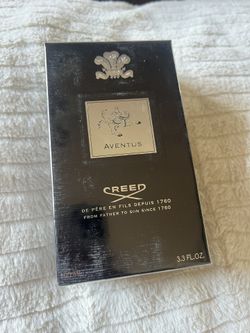 AVENTUS
CREED
DE PÈRE EN FILS DEPUIS 1760
FROM FATHER TO SON SINCE 1760
3.3 FL.OZ.